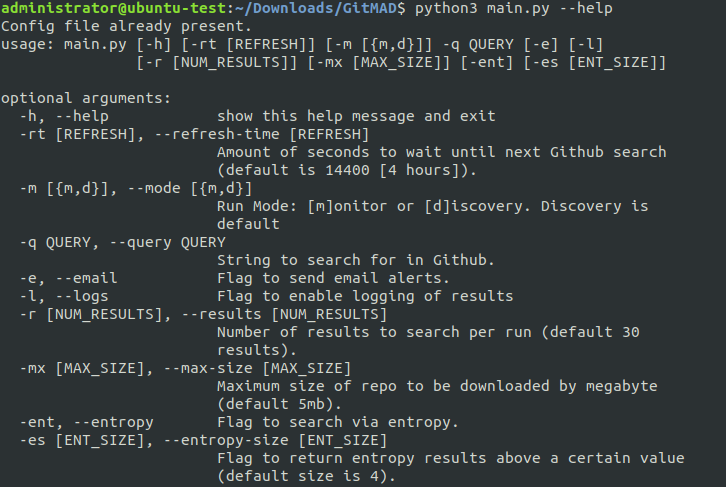 administrator@ubuntu-test:~/Downloads/GitMAD$ python3 main.py --help
Config file already present.
usage: main.py [-h] [-rt [REFRESH]] [-m [{m,d}]] -q QUERY [-e] [-l]
               [-r [NUM_RESULTS]] [-mx [MAX_SIZE]] [-ent] [-es [ENT_SIZE]]

optional arguments:
  -h, --help            show this help message and exit
  -rt [REFRESH], --refresh-time [REFRESH]
                        Amount of seconds to wait until next Github search
                        (default is 14400 [4 hours]).
  -m [{m,d}], --mode [{m,d}]
                        Run Mode: [m]onitor or [d]iscovery. Discovery is
                        default
  -q QUERY, --query QUERY
                        String to search for in Github.
  -e, --email           Flag to send email alerts.
  -l, --logs            Flag to enable logging of results
  -r [NUM_RESULTS], --results [NUM_RESULTS]
                        Number of results to search per run (default 30
                        results).
  -mx [MAX_SIZE], --max-size [MAX_SIZE]
                        Maximum size of repo to be downloaded by megabyte
                        (default 5mb).
  -ent, --entropy       Flag to search via entropy.
  -es [ENT_SIZE], --entropy-size [ENT_SIZE]
                        Flag to return entropy results above a certain value
                        (default size is 4).